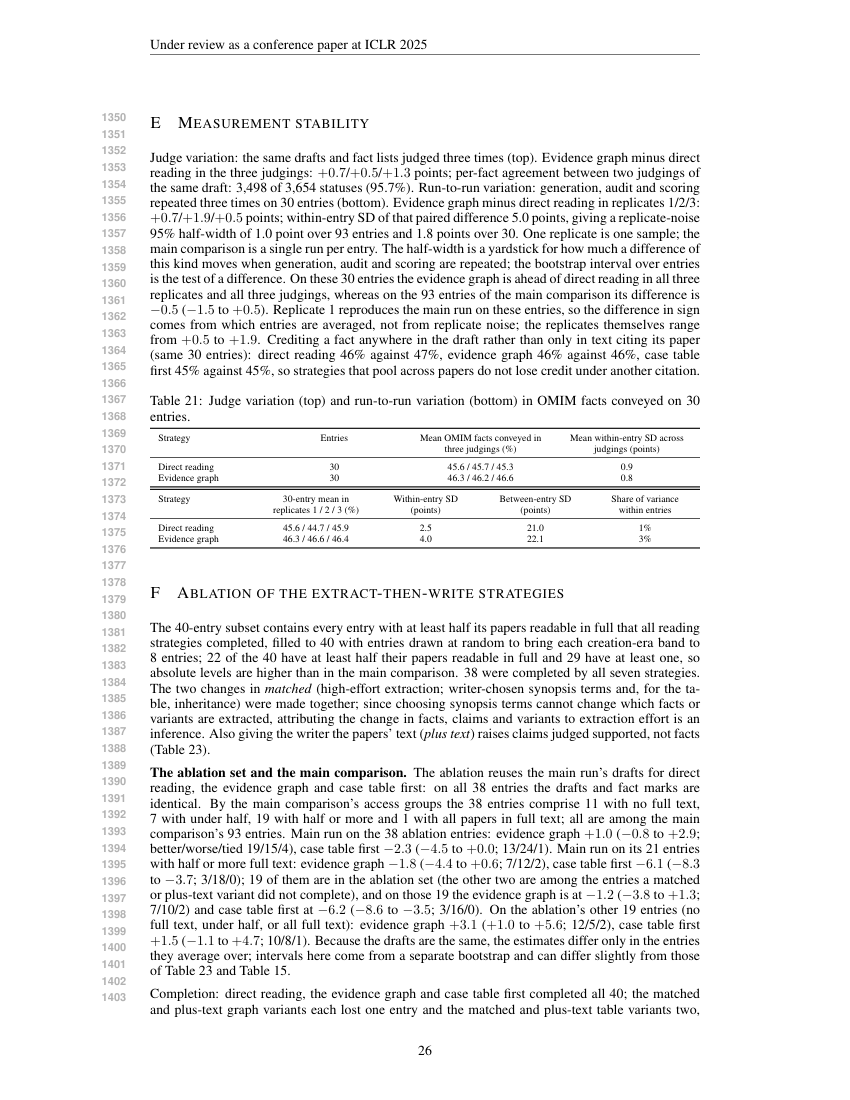 Under review as a conference paper at ICLR 2025
1350
1351
1352
1353
1354
1355
1356
1357
1358
1359
1360
1361
1362
1363
1364
1365
1366
1367
1368
1369
1370
1371
1372
1373
1374
1375
1376
1377
1378
1379
1380
1381
1382
1383
1384
1385
1386
1387
1388
1389
1390
1391
1392
1393
1394
1395
1396
1397
1398
1399
1400
1401
1402
1403
E MEASUREMENT STABILITY
Judge variation: the same drafts and fact lists judged three times (top). Evidence graph minus direct
reading in the three judgings: +0.7/+0.5/+1.3 points; per-fact agreement between two judgings of
the same draft: 3,498 of 3,654 statuses (95.7%). Run-to-run variation: generation, audit and scoring
repeated three times on 30 entries (bottom). Evidence graph minus direct reading in replicates 1/2/3:
+0.7/+1.9/+0.5 points; within-entry SD of that paired difference 5.0 points, giving a replicate-noise
95% half-width of 1.0 point over 93 entries and 1.8 points over 30. One replicate is one sample; the
main comparison is a single run per entry. The half-width is a yardstick for how much a difference of
this kind moves when generation, audit and scoring are repeated; the bootstrap interval over entries
is the test of a difference. On these 30 entries the evidence graph is ahead of direct reading in all three
replicates and all three judgings, whereas on the 93 entries of the main comparison its difference is
−0.5 (−1.5 to +0.5). Replicate 1 reproduces the main run on these entries, so the difference in sign
comes from which entries are averaged, not from replicate noise; the replicates themselves range
from +0.5 to +1.9. Crediting a fact anywhere in the draft rather than only in text citing its paper
(same 30 entries): direct reading 46% against 47%, evidence graph 46% against 46%, case table
first 45% against 45%, so strategies that pool across papers do not lose credit under another citation.
Table 21: Judge variation (top) and run-to-run variation (bottom) in OMIM facts conveyed on 30
entries.
Strategy Entries Mean OMIM facts conveyed in Mean within-entry SD across
three judgings (%) judgings (points)
Direct reading 30 45.6 / 45.7 / 45.3 0.9
Evidence graph 30 46.3 / 46.2 / 46.6 0.8
Strategy 30-entry mean in Within-entry SD Between-entry SD Share of variance
replicates 1 / 2 / 3 (%) (points) (points) within entries
Direct reading 45.6 / 44.7 / 45.9 2.5 21.0 1%
Evidence graph 46.3 / 46.6 / 46.4 4.0 22.1 3%
F ABLATION OF THE EXTRACT-THEN-WRITE STRATEGIES
The 40-entry subset contains every entry with at least half its papers readable in full that all reading
strategies completed, filled to 40 with entries drawn at random to bring each creation-era band to
8 entries; 22 of the 40 have at least half their papers readable in full and 29 have at least one, so
absolute levels are higher than in the main comparison. 38 were completed by all seven strategies.
The two changes in matched (high-effort extraction; writer-chosen synopsis terms and, for the ta-
ble, inheritance) were made together; since choosing synopsis terms cannot change which facts or
variants are extracted, attributing the change in facts, claims and variants to extraction effort is an
inference. Also giving the writer the papers' text (plus text) raises claims judged supported, not facts
(Table 23).
The ablation set and the main comparison. The ablation reuses the main run's drafts for direct
reading, the evidence graph and case table first: on all 38 entries the drafts and fact marks are
identical. By the main comparison's access groups the 38 entries comprise 11 with no full text,
7 with under half, 19 with half or more and 1 with all papers in full text; all are among the main
comparison's 93 entries. Main run on the 38 ablation entries: evidence graph +1.0 (−0.8 to +2.9;
better/worse/tied 19/15/4), case table first −2.3 (−4.5 to +0.0; 13/24/1). Main run on its 21 entries
with half or more full text: evidence graph −1.8 (−4.4 to +0.6; 7/12/2), case table first −6.1 (−8.3
to −3.7; 3/18/0); 19 of them are in the ablation set (the other two are among the entries a matched
or plus-text variant did not complete), and on those 19 the evidence graph is at −1.2 (−3.8 to +1.3;
7/10/2) and case table first at −6.2 (−8.6 to −3.5; 3/16/0). On the ablation's other 19 entries (no
full text, under half, or all full text): evidence graph +3.1 (+1.0 to +5.6; 12/5/2), case table first
+1.5 (−1.1 to +4.7; 10/8/1). Because the drafts are the same, the estimates differ only in the entries
they average over; intervals here come from a separate bootstrap and can differ slightly from those
of Table 23 and Table 15.
Completion: direct reading, the evidence graph and case table first completed all 40; the matched
and plus-text graph variants each lost one entry and the matched and plus-text table variants two,
26